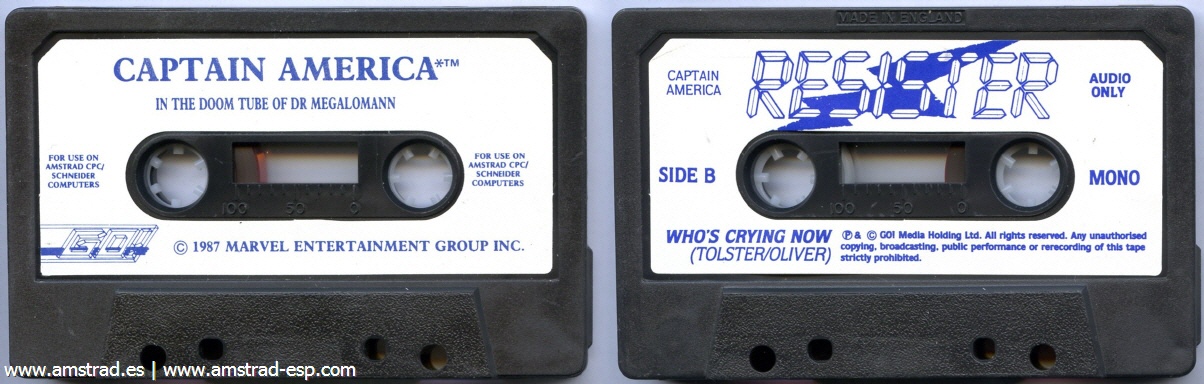 CAPTAIN AMERICA*™
IN THE DOOM TUBE OF DR MEGALOMANN
FOR USE ON
AMSTRAD CPC/
SCHNEIDER
COMPUTERS
FOR USE ON
AMSTRAD CPC/
SCHNEIDER
COMPUTERS
100 50 0
GO!
© 1987 MARVEL ENTERTAINMENT GROUP INC.
www.amstrad.es | www.amstrad-esp.com
MADE IN ENGLAND
CAPTAIN
AMERICA
RESISTER
AUDIO
ONLY
SIDE B
100 50 0
MONO
WHO'S CRYING NOW
(TOLSTER/OLIVER)
℗ & © GO! Media Holding Ltd. All rights reserved. Any unauthorised
copying, broadcasting, public performance or rerecording of this tape
strictly prohibited.